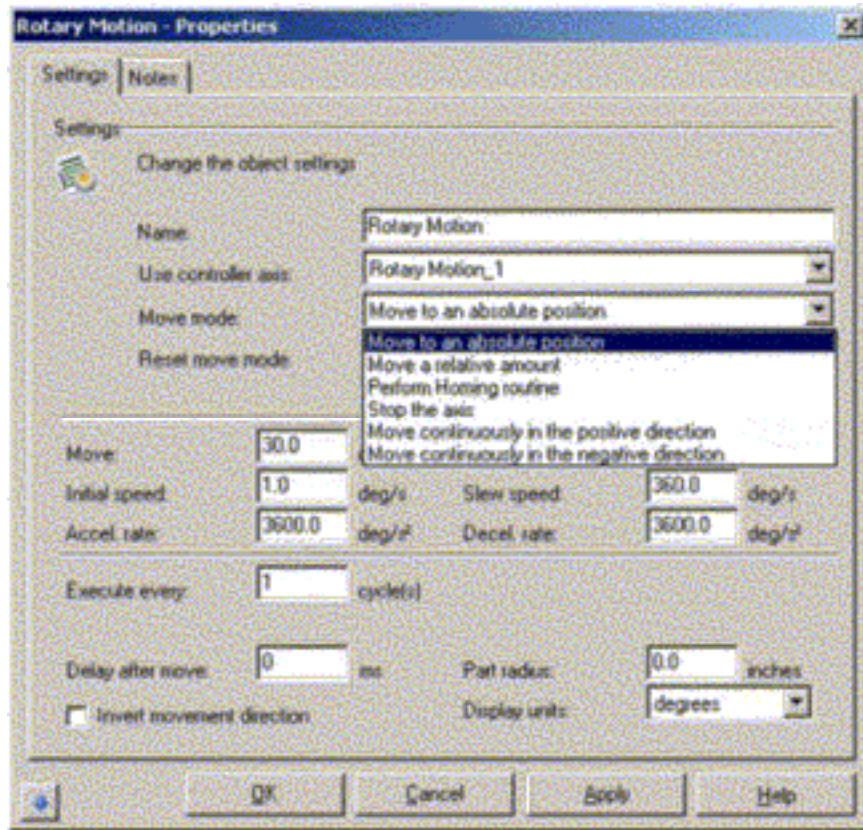 Rotary Motion - Properties
Settings Notes
Settings
Change the object settings
Name: Rotary Motion
Use controller axis: Rotary Motion_1
Move mode: Move to an absolute position
Reset move mode
Move to an absolute position
Move a relative amount
Perform Homing routine
Stop the axis
Move continuously in the positive direction
Move continuously in the negative direction
Move: 30.0
Initial speed: 1.0 deg/s Slew speed: 360.0 deg/s
Accel. rate: 3600.0 deg/s² Decel. rate: 3600.0 deg/s²
Execute every: 1 cycle(s)
Delay after move: 0 ms Part radius: 0.0 inches
Invert movement direction Display units: degrees
OK Cancel Apply Help